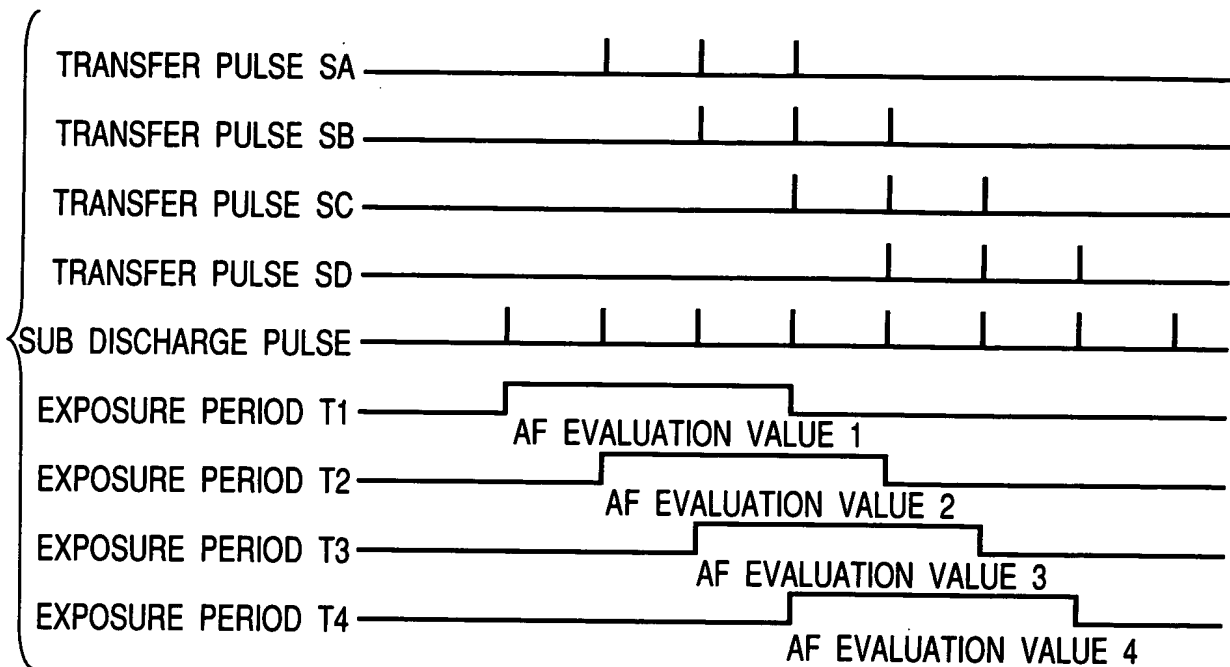 TRANSFER PULSE SA
TRANSFER PULSE SB
TRANSFER PULSE SC
TRANSFER PULSE SD
SUB DISCHARGE PULSE
EXPOSURE PERIOD T1
AF EVALUATION VALUE 1
EXPOSURE PERIOD T2
AF EVALUATION VALUE 2
EXPOSURE PERIOD T3
AF EVALUATION VALUE 3
EXPOSURE PERIOD T4
AF EVALUATION VALUE 4